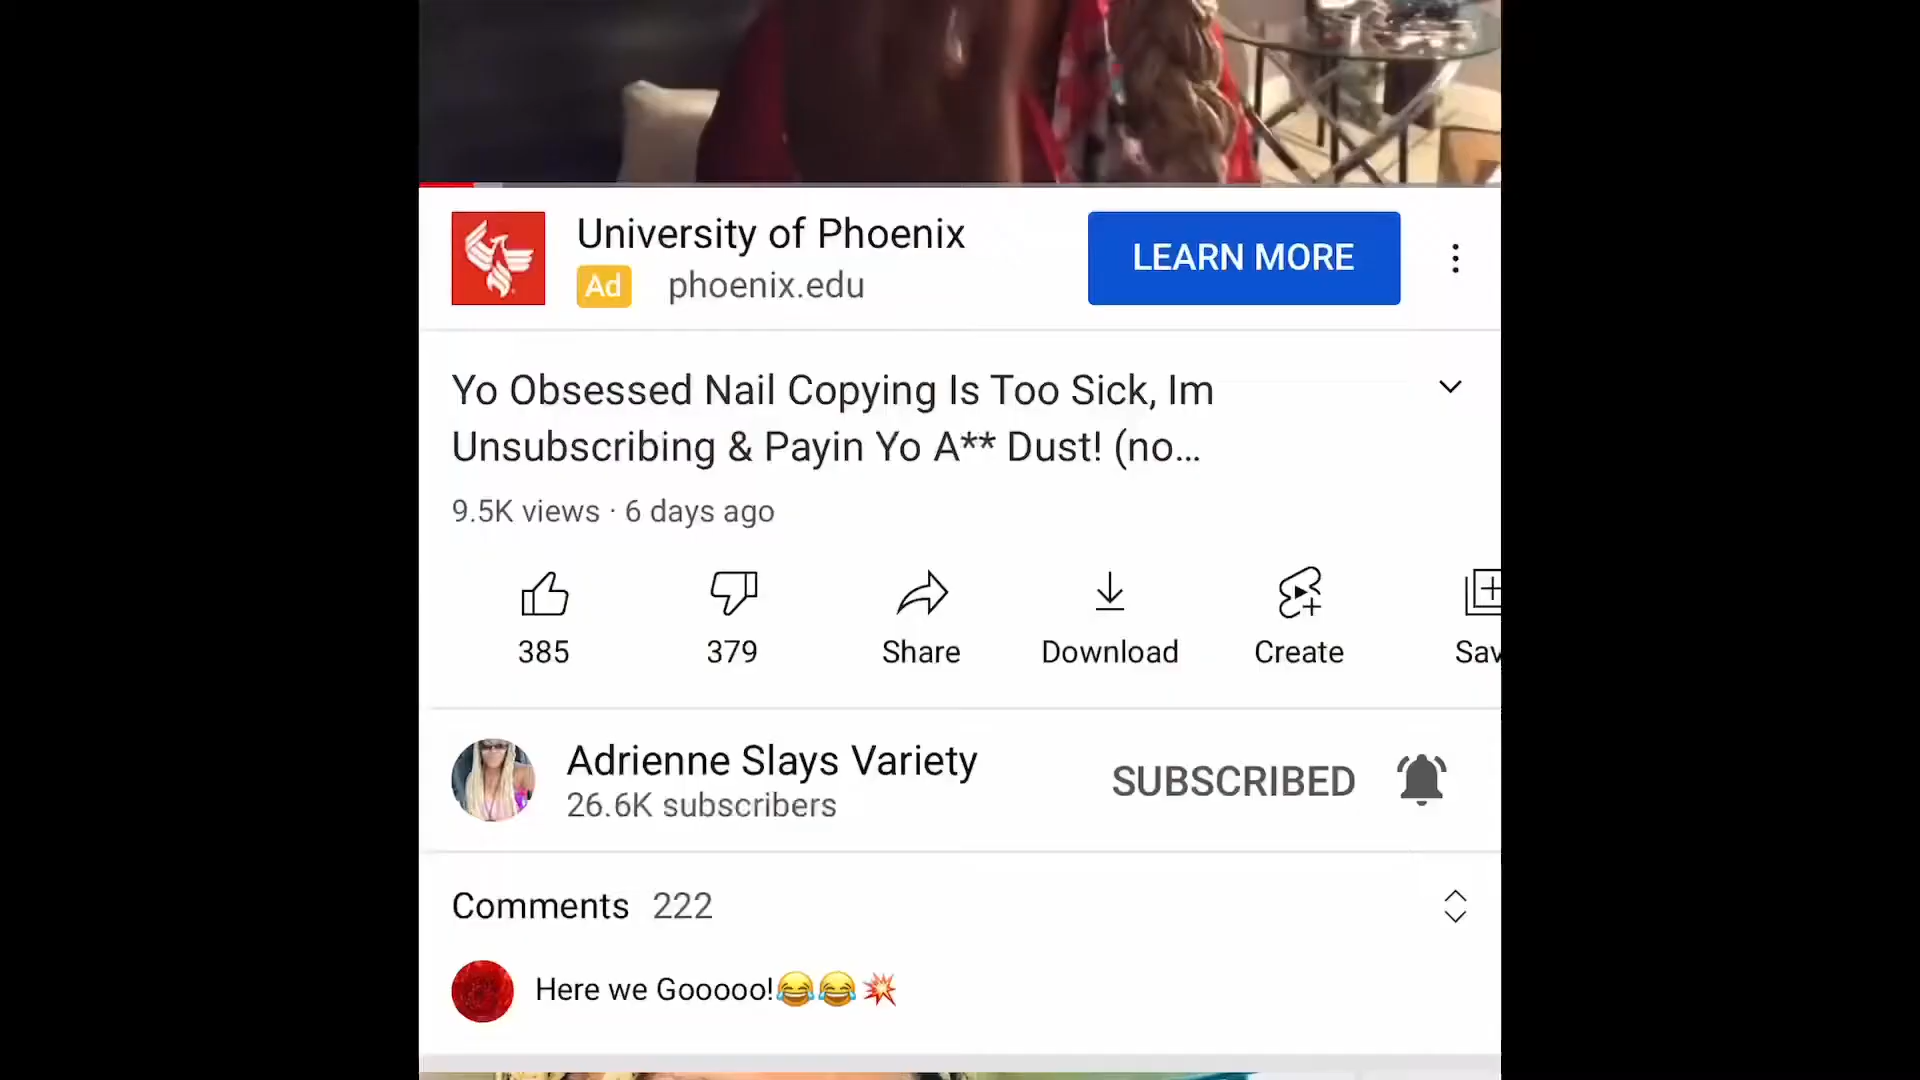 University of Phoenix
Ad phoenix.edu
LEARN MORE
Yo Obsessed Nail Copying Is Too Sick, Im
Unsubscribing & Payin Yo A** Dust! (no...
9.5K views · 6 days ago
385
379
Share
Download
Create
Sav
Adrienne Slays Variety
26.6K subscribers
SUBSCRIBED
Comments 222
Here we Gooooo!😂😂💥